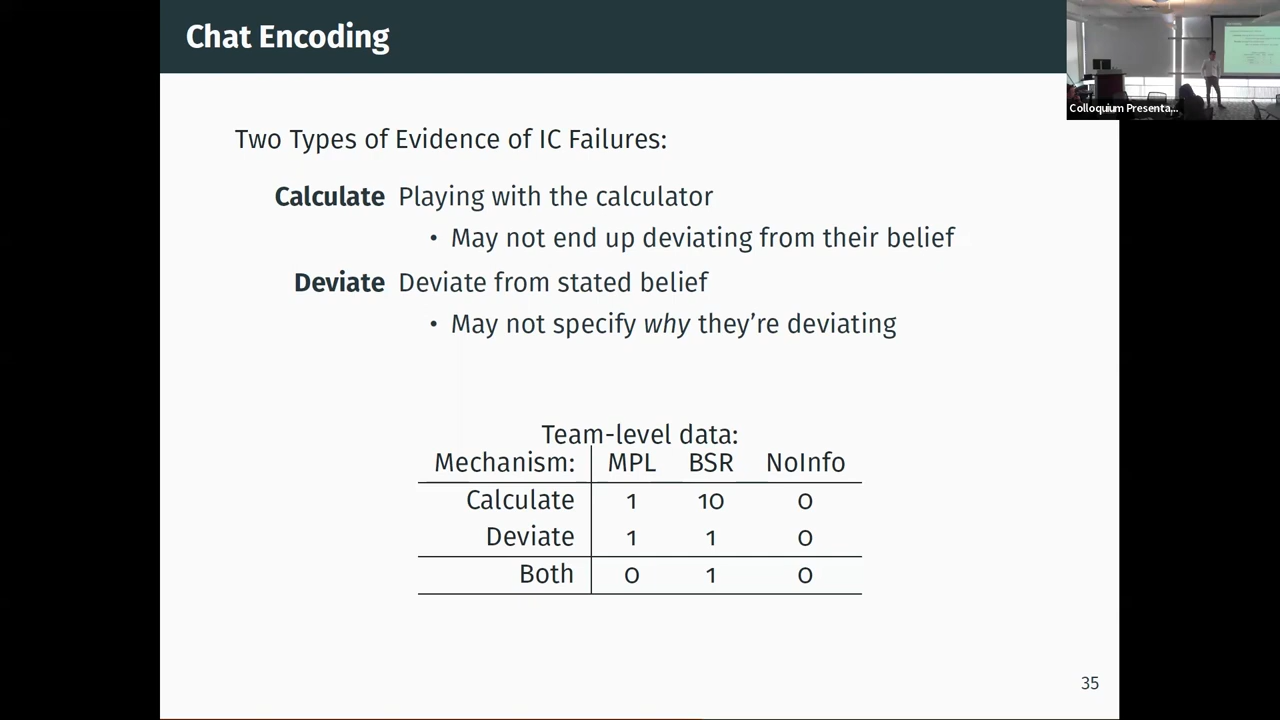 Chat Encoding
Colloquium Presenta...
Two Types of Evidence of IC Failures:
Calculate Playing with the calculator
• May not end up deviating from their belief
Deviate Deviate from stated belief
• May not specify why they're deviating
Team-level data:
Mechanism: MPL BSR NoInfo
Calculate 1 10 0
Deviate 1 1 0
Both 0 1 0
35